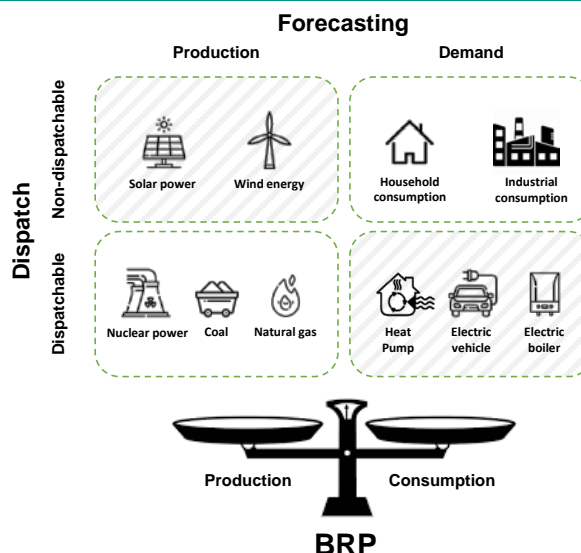 Forecasting
Production
Demand
Dispatch
Non-dispatchable
Solar power
Wind energy
Household
consumption
Industrial
consumption
Dispatchable
Nuclear power
Coal
Natural gas
Heat
Pump
Electric
vehicle
Electric
boiler
Production
Consumption
BRP